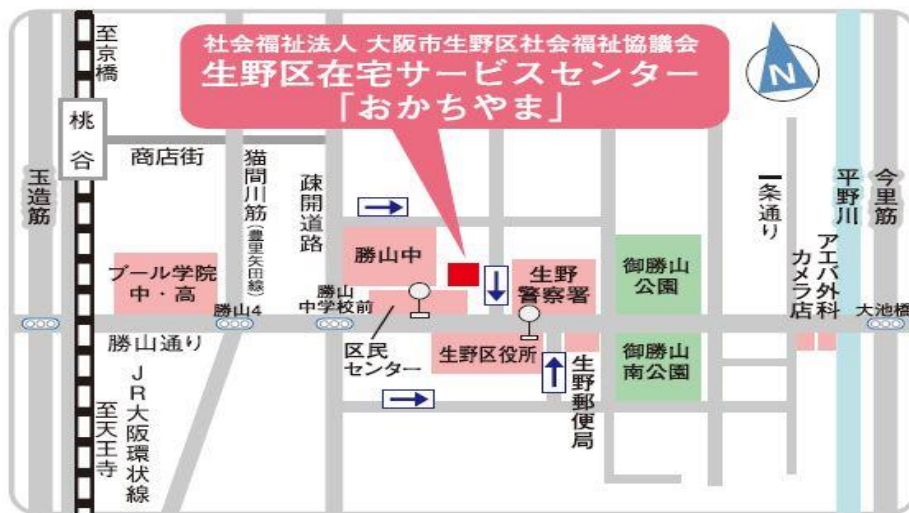 社会福祉法人 大阪市生野区社会福祉協議会
生野区在宅サービスセンター
「おかちやま」
N
至京橋
桃谷
商店街
玉造筋
猫間川筋(豊里矢田線)
疎開道路
一条通り
平野川
今里筋
勝山中
生野
警察署
御勝山
公園
アエバ外科
カメラ店
プール学院
中・高
勝山4
勝山
中学校前
大池橋
勝山通り
区民
センター
生野区役所
生野郵便局
御勝山
南公園
JR大阪環状線
至天王寺